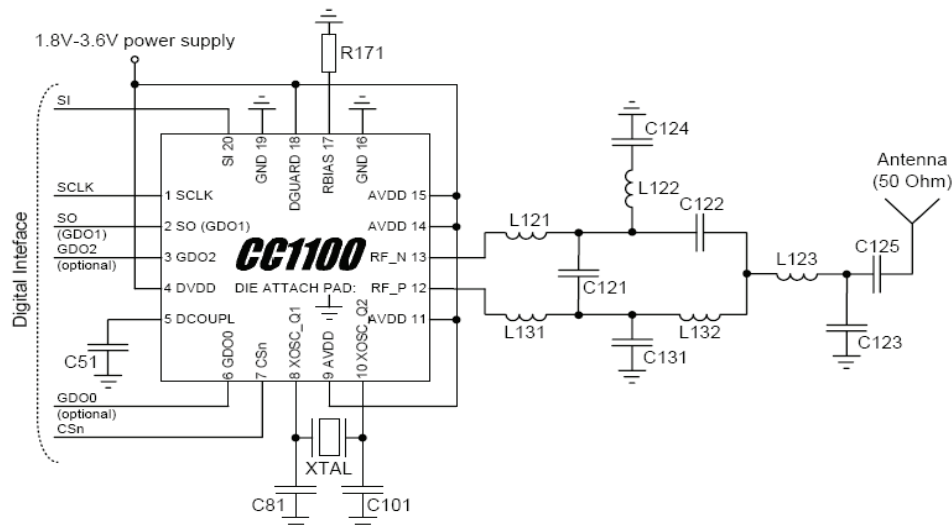 1.8V-3.6V power supply
R171
SI
SI 20
GND 19
DGUARD 18
RBIAS 17
GND 16
C124
Antenna
(50 Ohm)
L122
SCLK
1 SCLK
AVDD 15
C122
SO
(GDO1)
2 SO (GDO1)
AVDD 14
L121
GDO2
(optional)
3 GDO2
CC1100
RF_N 13
L123
C125
4 DVDD
DIE ATTACH PAD:
RF_P 12
C121
5 DCOUPL
AVDD 11
L131
L132
C123
C131
C51
6 GDO0
7 CSn
8 XOSC_Q1
9 AVDD
10 XOSC_Q2
GDO0
(optional)
CSn
XTAL
C81
C101
Digital Inteface